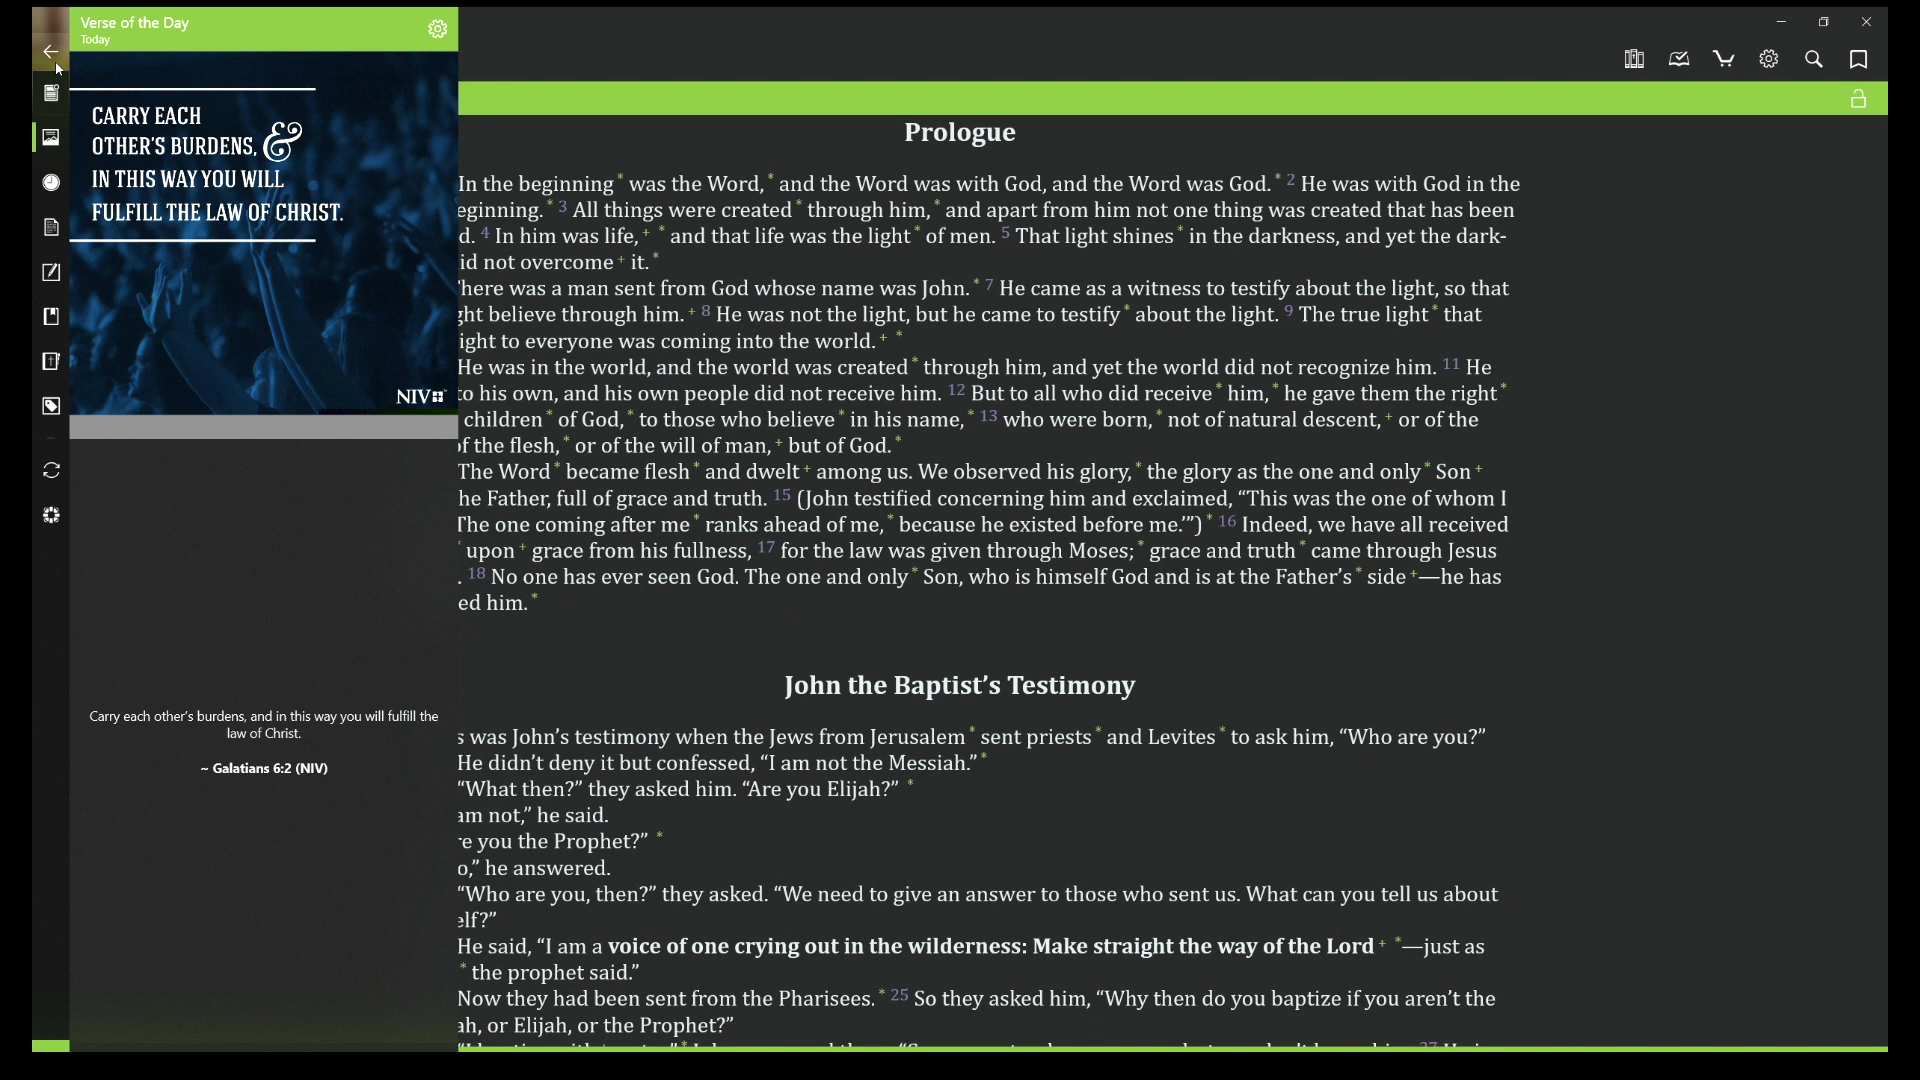 Verse of the Day
Today
CARRY EACH
OTHER'S BURDENS, &
IN THIS WAY YOU WILL
FULFILL THE LAW OF CHRIST.
NIV
Carry each other's burdens, and in this way you will fulfill the
law of Christ.
~ Galatians 6:2 (NIV)
Prologue
In the beginning* was the Word,* and the Word was with God, and the Word was God.* 2 He was with God in the
eginning.* 3 All things were created* through him,* and apart from him not one thing was created that has been
d. 4 In him was life,+ * and that life was the light* of men. 5 That light shines* in the darkness, and yet the dark-
id not overcome+ it.*
here was a man sent from God whose name was John.* 7 He came as a witness to testify about the light, so that
ght believe through him.+ 8 He was not the light, but he came to testify* about the light. 9 The true light* that
ight to everyone was coming into the world.+ *
He was in the world, and the world was created* through him, and yet the world did not recognize him. 11 He
to his own, and his own people did not receive him. 12 But to all who did receive* him,* he gave them the right*
children* of God,* to those who believe* in his name,* 13 who were born,* not of natural descent,+ or of the
of the flesh,* or of the will of man,+ but of God.*
The Word* became flesh* and dwelt+ among us. We observed his glory,* the glory as the one and only* Son+
he Father, full of grace and truth. 15 (John testified concerning him and exclaimed, “This was the one of whom I
The one coming after me* ranks ahead of me,* because he existed before me.’”)* 16 Indeed, we have all received
* upon+ grace from his fullness, 17 for the law was given through Moses;* grace and truth* came through Jesus
. 18 No one has ever seen God. The one and only* Son, who is himself God and is at the Father’s* side+—he has
ed him.*
John the Baptist’s Testimony
s was John’s testimony when the Jews from Jerusalem* sent priests* and Levites* to ask him, “Who are you?”
He didn’t deny it but confessed, “I am not the Messiah.”*
“What then?” they asked him. “Are you Elijah?” *
am not,” he said.
re you the Prophet?” *
o,” he answered.
“Who are you, then?” they asked. “We need to give an answer to those who sent us. What can you tell us about
elf?”
He said, “I am a voice of one crying out in the wilderness: Make straight the way of the Lord+ *—just as
* the prophet said.”
Now they had been sent from the Pharisees.* 25 So they asked him, “Why then do you baptize if you aren’t the
ah, or Elijah, or the Prophet?”